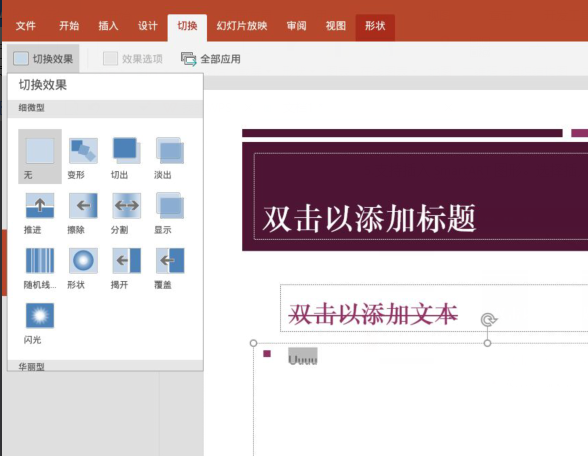 文件 开始 插入 设计 切换 幻灯片放映 审阅 视图 形状
切换效果 效果选项 全部应用
切换效果
细微型
无 变形 切出 淡出
推进 擦除 分割 显示
随机线... 形状 揭开 覆盖
闪光
华丽型
双击以添加标题
双击以添加文本
Uuuu